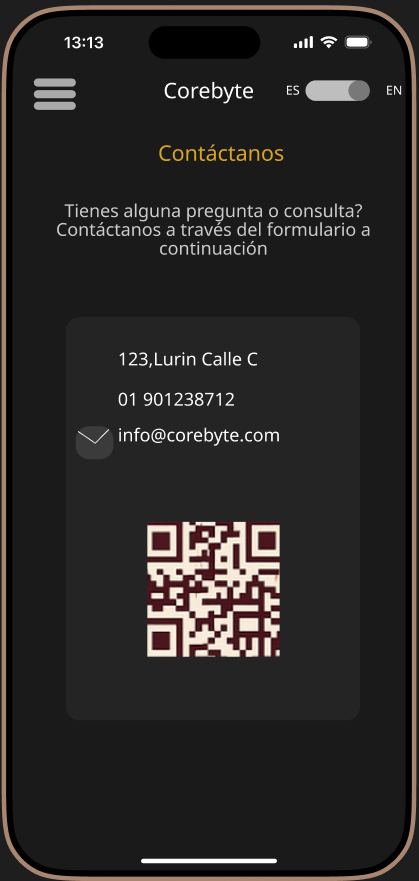 13:13
Corebyte
ES
EN
Contáctanos
Tienes alguna pregunta o consulta?
Contáctanos a través del formulario a
continuación
123,Lurin Calle C
01 901238712
info@corebyte.com